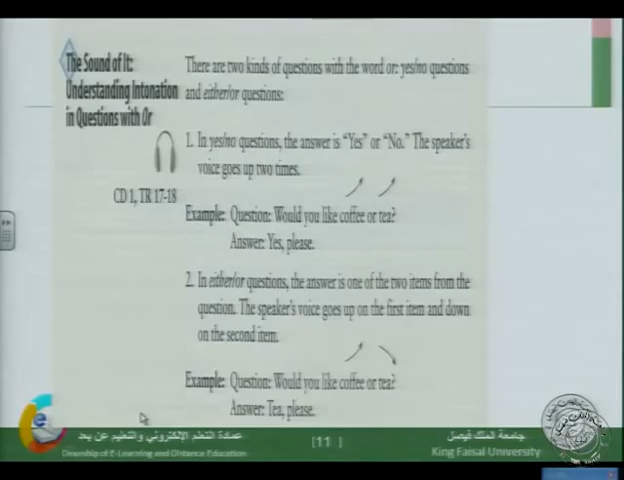 The Sound of It:
Understanding Intonation
in Questions with Or
CD 1, TR 17-18
There are two kinds of questions with the word or: yes/no questions
and either/or questions:
1. In yes/no questions, the answer is "Yes" or "No." The speaker's
voice goes up two times.
Example: Question: Would you like coffee or tea?
Answer: Yes, please.
2. In either/or questions, the answer is one of the two items from the
question. The speaker's voice goes up on the first item and down
on the second item.
Example: Question: Would you like coffee or tea?
Answer: Tea, please.
عمادة التعلم الإلكتروني والتعليم عن بعد
Deanship of E-Learning and Distance Education
[11]
جامعة الملك فيصل
King Faisal University